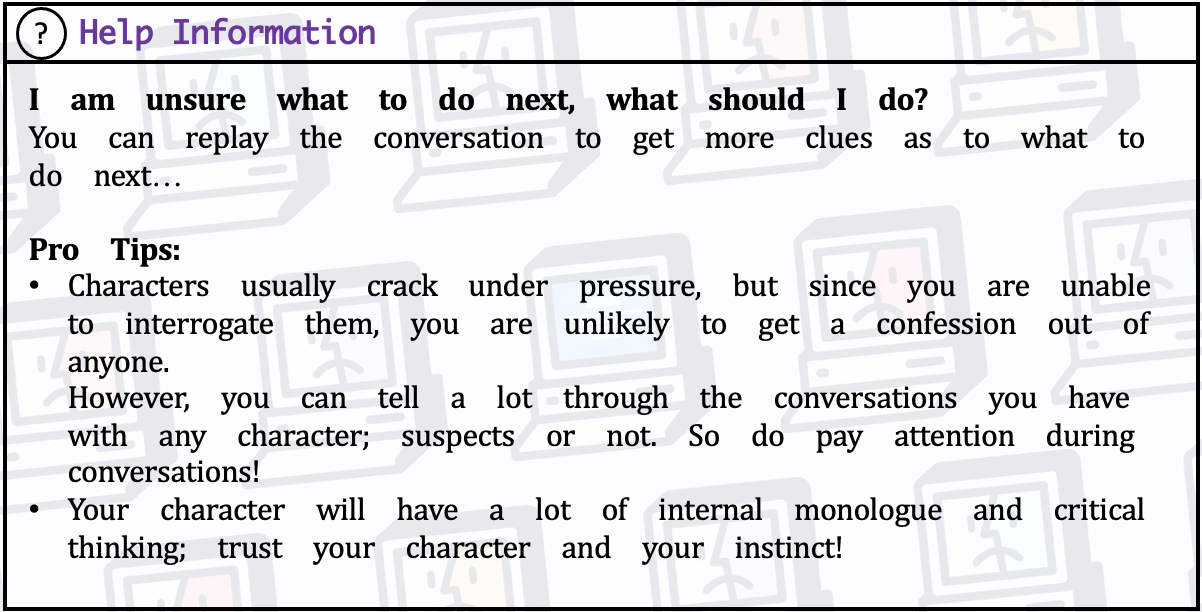 ? Help Information
I am unsure what to do next, what should I do?
You can replay the conversation to get more clues as to what to
do next...
Pro Tips:
• Characters usually crack under pressure, but since you are unable
to interrogate them, you are unlikely to get a confession out of
anyone.
However, you can tell a lot through the conversations you have
with any character; suspects or not. So do pay attention during
conversations!
• Your character will have a lot of internal monologue and critical
thinking; trust your character and your instinct!